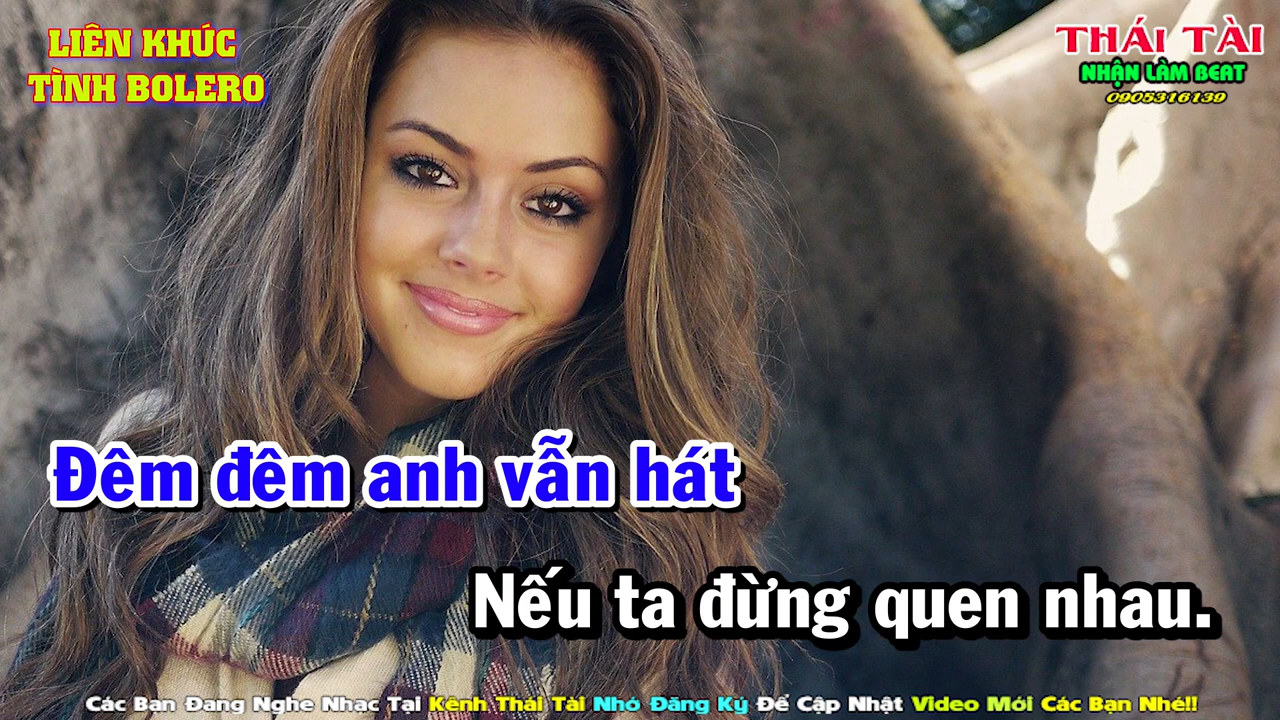 LIÊN KHÚC
TÌNH BOLERO
THÁI TÀI
NHẬN LÀM BEAT
0905316139
Đêm đêm anh vẫn hát
Nếu ta đừng quen nhau.
Các Bạn Đang Nghe Nhạc Tại Kênh Thái Tài Nhớ Đăng Ký Để Cập Nhật Video Mới Các Bạn Nhé!!